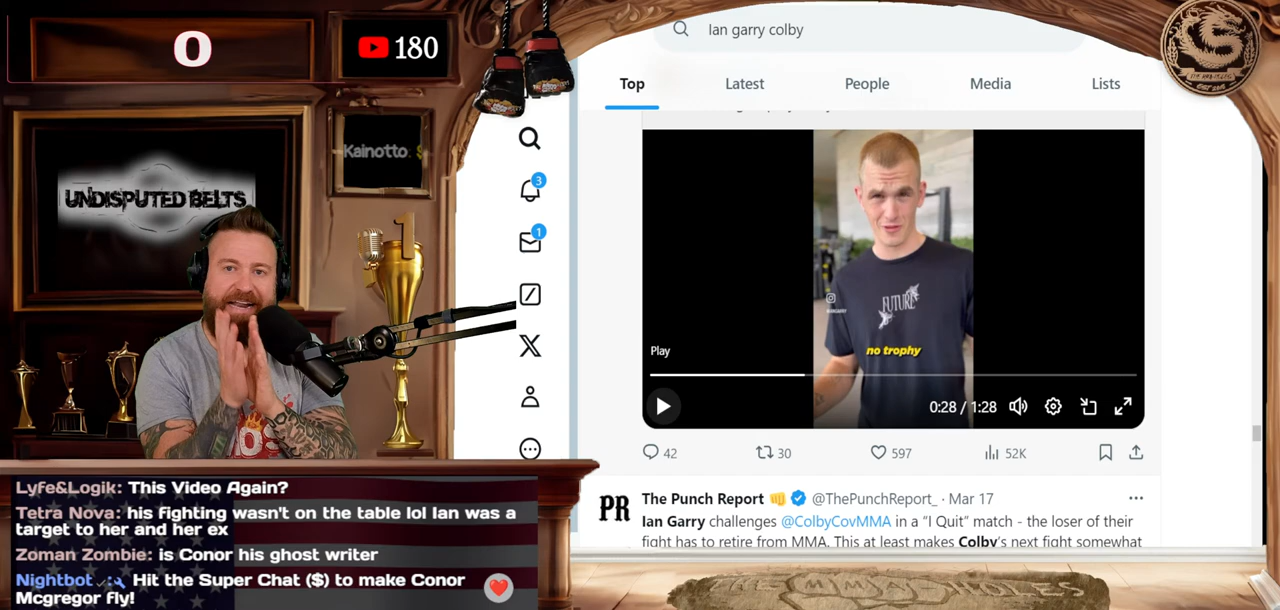 0
180
UNDISPUTED BELTS
Kainotto: $
1
Ian garry colby
Top
Latest
People
Media
Lists
3
1
FUTURE
no trophy
Play
0:28 / 1:28
42
30
597
52K
PR
The Punch Report 👊 @ThePunchReport_ · Mar 17
Ian Garry challenges @ColbyCovMMA in a “I Quit” match - the loser of their
fight has to retire from MMA. This at least makes Colby's next fight somewhat
Lyfe&Logik: This Video Again?
Tetra Nova: his fighting wasn't on the table lol Ian was a
target to her and her ex
Zoman Zombie: is Conor his ghost writer
Nightbot: Hit the Super Chat ($) to make Conor
Mcgregor fly!
THE MMA HOLES